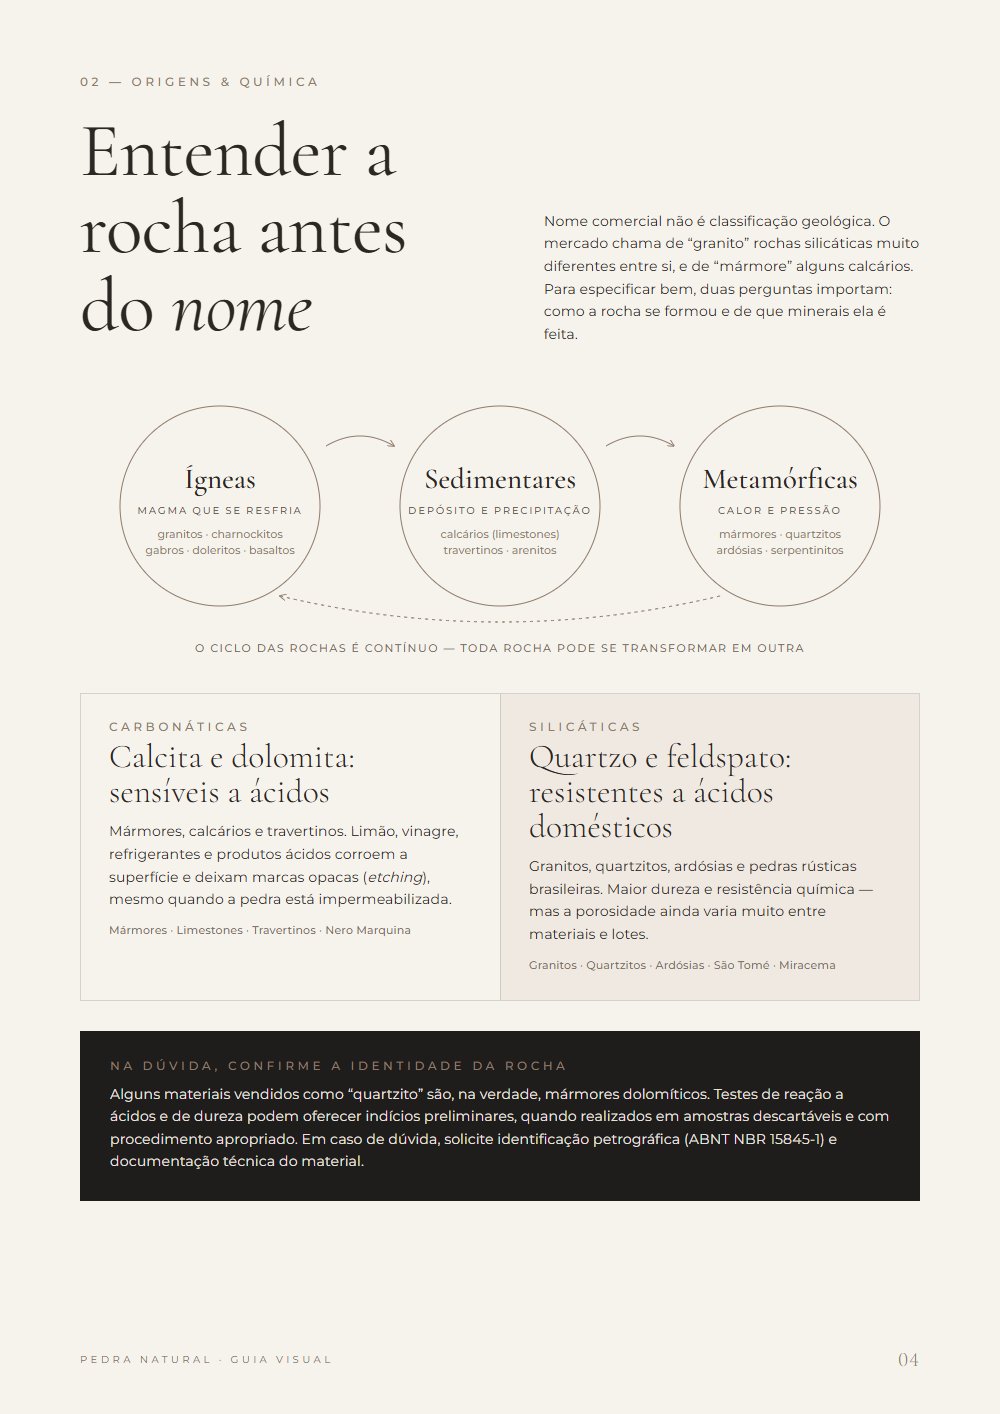 02 — ORIGENS & QUÍMICA
Entender a
rocha antes
do nome
Nome comercial não é classificação geológica. O
mercado chama de “granito” rochas silicáticas muito
diferentes entre si, e de “mármore” alguns calcários.
Para especificar bem, duas perguntas importam:
como a rocha se formou e de que minerais ela é
feita.
Ígneas
MAGMA QUE SE RESFRIA
granitos · charnockitos
gabros · doleritos · basaltos
Sedimentares
DEPÓSITO E PRECIPITAÇÃO
calcários (limestones)
travertinos · arenitos
Metamórficas
CALOR E PRESSÃO
mármores · quartzitos
ardósias · serpentinitos
O CICLO DAS ROCHAS É CONTÍNUO — TODA ROCHA PODE SE TRANSFORMAR EM OUTRA
CARBONÁTICAS
Calcita e dolomita:
sensíveis a ácidos
Mármores, calcários e travertinos. Limão, vinagre,
refrigerantes e produtos ácidos corroem a
superfície e deixam marcas opacas (etching),
mesmo quando a pedra está impermeabilizada.
Mármores · Limestones · Travertinos · Nero Marquina
SILICÁTICAS
Quartzo e feldspato:
resistentes a ácidos
domésticos
Granitos, quartzitos, ardósias e pedras rústicas
brasileiras. Maior dureza e resistência química —
mas a porosidade ainda varia muito entre
materiais e lotes.
Granitos · Quartzitos · Ardósias · São Tomé · Miracema
NA DÚVIDA, CONFIRME A IDENTIDADE DA ROCHA
Alguns materiais vendidos como “quartzito” são, na verdade, mármores dolomíticos. Testes de reação a
ácidos e de dureza podem oferecer indícios preliminares, quando realizados em amostras descartáveis e com
procedimento apropriado. Em caso de dúvida, solicite identificação petrográfica (ABNT NBR 15845-1) e
documentação técnica do material.
PEDRA NATURAL · GUIA VISUAL
04